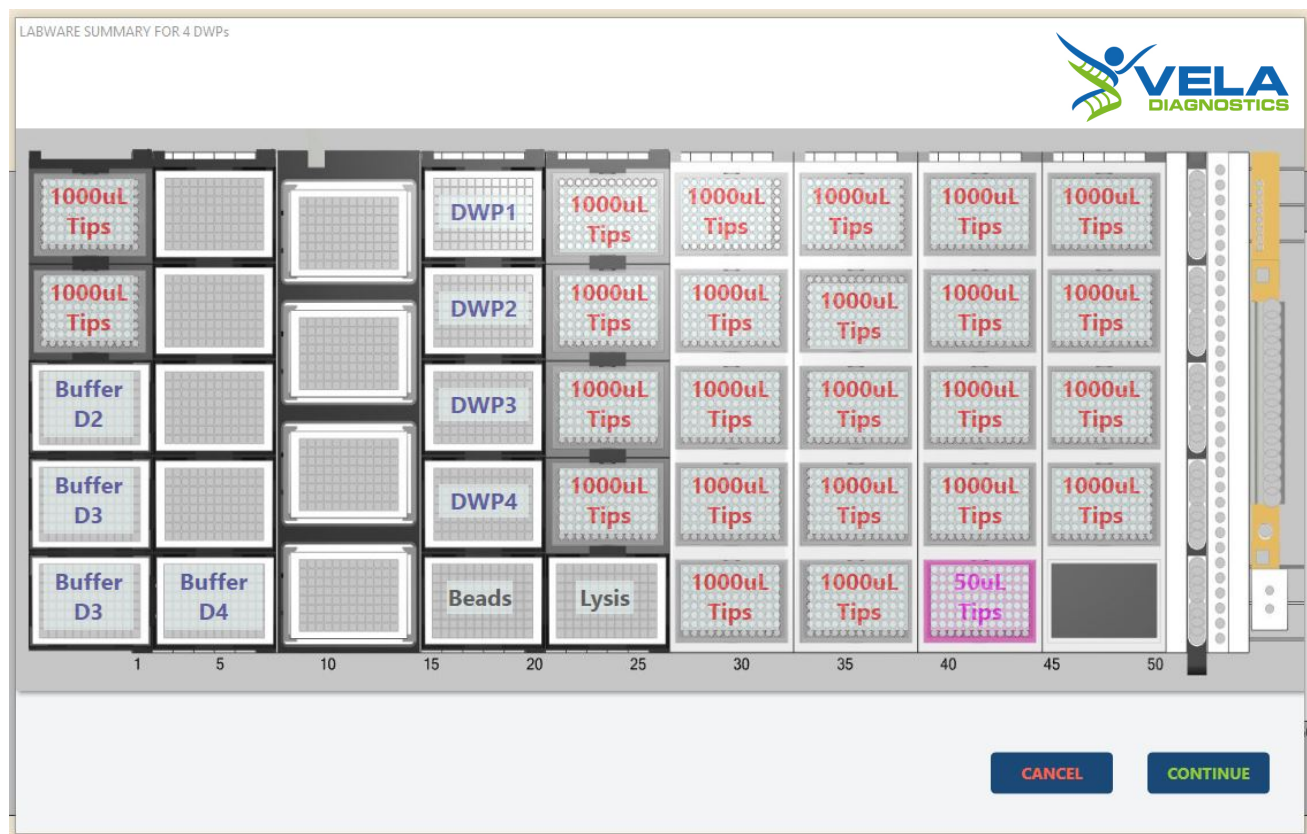 LABWARE SUMMARY FOR 4 DWPs
VELA
DIAGNOSTICS
1000uL
Tips
DWP1
1000uL
Tips
1000uL
Tips
1000uL
Tips
1000uL
Tips
1000uL
Tips
1000uL
Tips
DWP2
1000uL
Tips
1000uL
Tips
1000uL
Tips
1000uL
Tips
1000uL
Tips
Buffer
D2
DWP3
1000uL
Tips
1000uL
Tips
1000uL
Tips
1000uL
Tips
1000uL
Tips
Buffer
D3
DWP4
1000uL
Tips
1000uL
Tips
1000uL
Tips
1000uL
Tips
1000uL
Tips
Buffer
D3
Buffer
D4
Beads
Lysis
1000uL
Tips
1000uL
Tips
50uL
Tips
1 5 10 15 20 25 30 35 40 45 50
CANCEL
CONTINUE